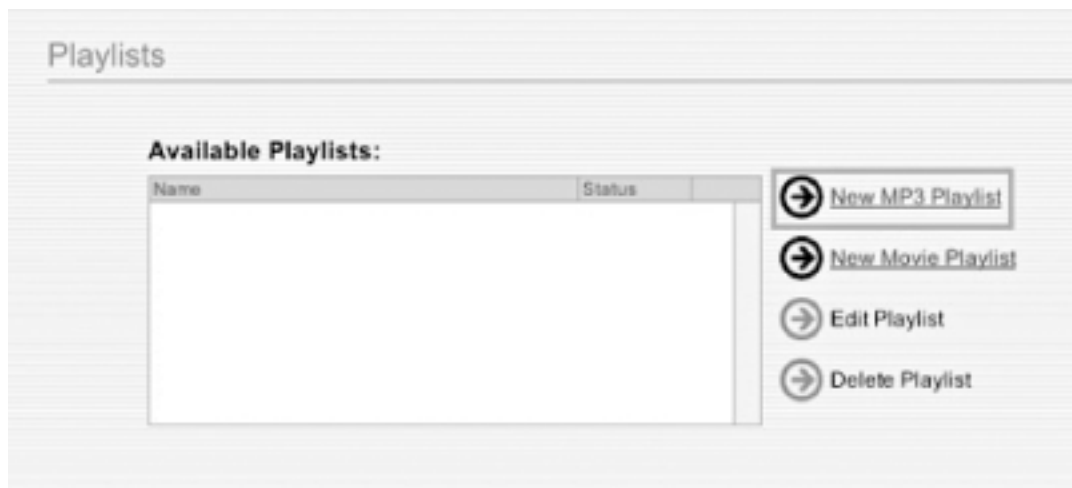 Playlists
Available Playlists:
Name Status
New MP3 Playlist
New Movie Playlist
Edit Playlist
Delete Playlist